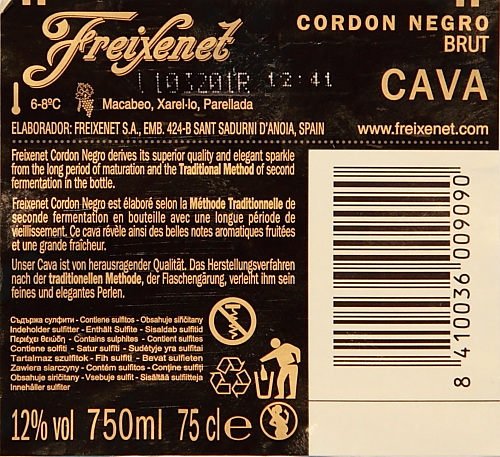 Freixenet
CORDON NEGRO
BRUT
CAVA
12:41
6-8ºC
Macabeo, Xarel·lo, Parellada
ELABORADOR: FREIXENET S.A., EMB. 424-B SANT SADURNI D'ANOIA, SPAIN
www.freixenet.com
Freixenet Cordon Negro derives its superior quality and elegant sparkle
from the long period of maturation and the Traditional Method of second
fermentation in the bottle.
Freixenet Cordon Negro est élaboré selon la Méthode Traditionnelle de
seconde fermentation en bouteille avec une longue période de
vieillissement. Ce cava révèle ainsi des belles notes aromatiques fruitées
et une grande fraîcheur.
Unser Cava ist von herausragender Qualität. Das Herstellungsverfahren
nach der traditionellen Methode, der Flaschengärung, verleiht ihm sein
feines und elegantes Perlen.
Съдържа сулфити - Contiene sulfitos - Obsahuje siřičitany
Indeholder sulfitter - Enthält Sulfite - Sisaldab sulfitid
Περιέχει θειώδη - Contains sulphites - Contient sulfites
Contiene solfiti - Satur sulfīti - Sudėtyje yra sulfitai
Tartalmaz szulfitok - Fih sulfiti - Bevat sulfieten
Zawiera siarczyny - Contém sulfitos - Conţine sulfiţi
Obsahuje siričitany - Vsebuje sulfit - Sisältää sulfiitteja
Innehåller sulfiter
12% vol 750ml 75 cl e
8 410036 009090